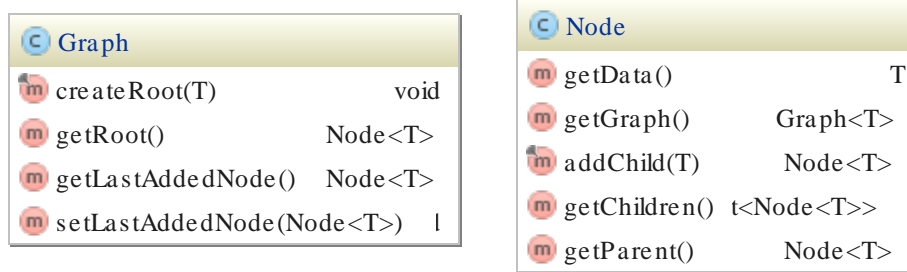 Graph
createRoot(T) void
getRoot() Node<T>
getLastAddedNode() Node<T>
setLastAddedNode(Node<T>)
Node
getData() T
getGraph() Graph<T>
addChild(T) Node<T>
getChildren() t<Node<T>>
getParent() Node<T>